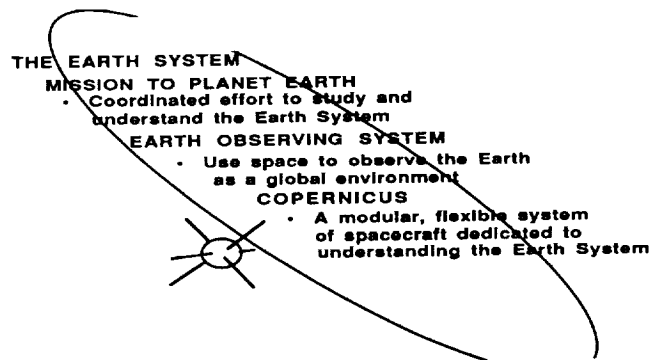 THE EARTH SYSTEM
MISSION TO PLANET EARTH
• Coordinated effort to study and
understand the Earth System
EARTH OBSERVING SYSTEM
• Use space to observe the Earth
as a global environment
COPERNICUS
• A modular, flexible system
of spacecraft dedicated to
understanding the Earth System